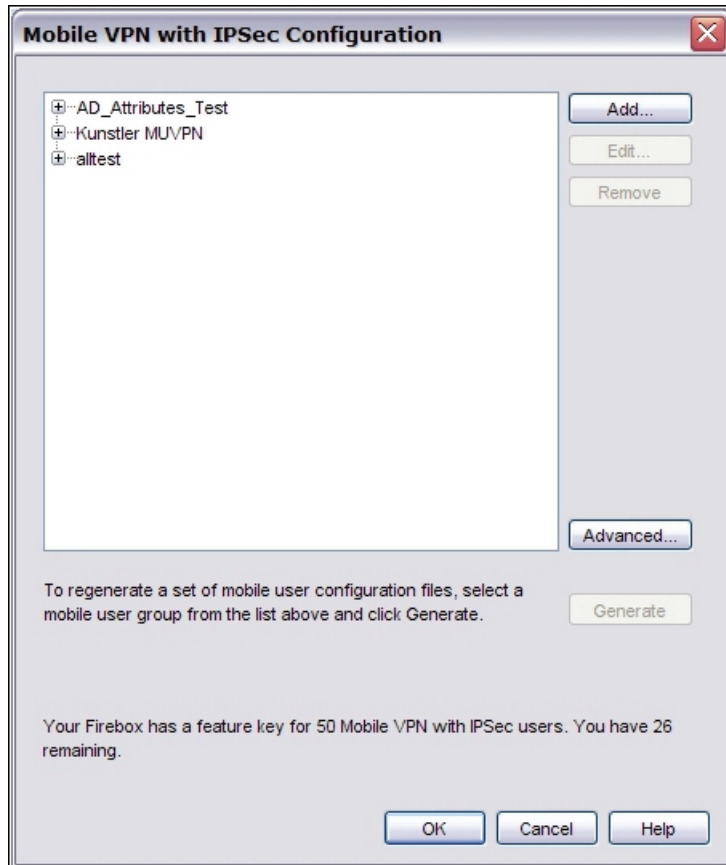 Mobile VPN with IPSec Configuration
AD_Attributes_Test
Kunstler MUVPN
alltest
Add...
Edit...
Remove
Advanced...
To regenerate a set of mobile user configuration files, select a
mobile user group from the list above and click Generate.
Generate
Your Firebox has a feature key for 50 Mobile VPN with IPSec users. You have 26
remaining.
OK
Cancel
Help